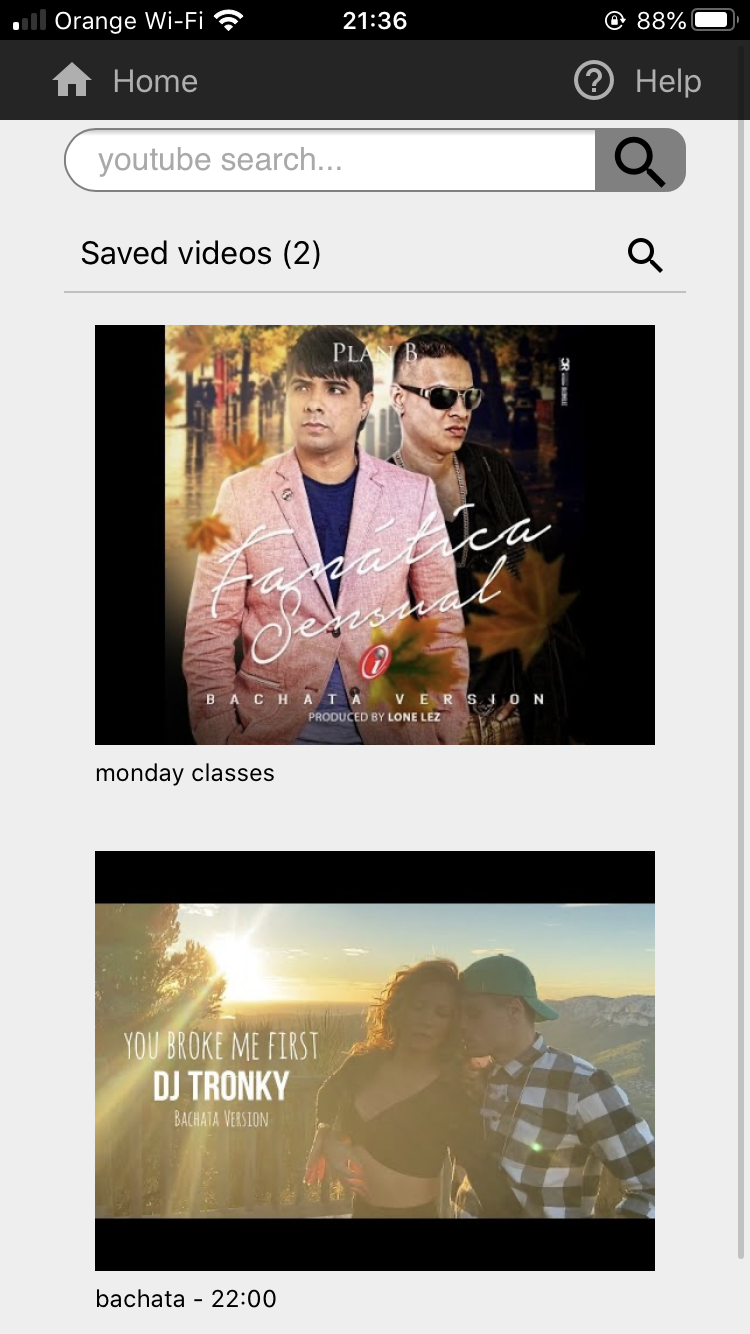 Orange Wi-Fi 21:36 88%
Home Help
youtube search...
Saved videos (2)
PLAN B
Fanática
Sensual
BACHATA VERSION
PRODUCED BY LONE LEZ
monday classes
YOU BROKE ME FIRST
DJ TRONKY
BACHATA VERSION
bachata - 22:00